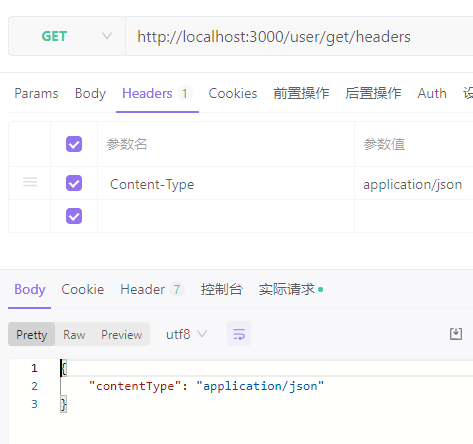 GET http://localhost:3000/user/get/headers
Params Body Headers 1 Cookies 前置操作 后置操作 Auth
参数名 参数值
Content-Type application/json
Body Cookie Header 7 控制台 实际请求
Pretty Raw Preview utf8
1 {
2 "contentType": "application/json"
3 }